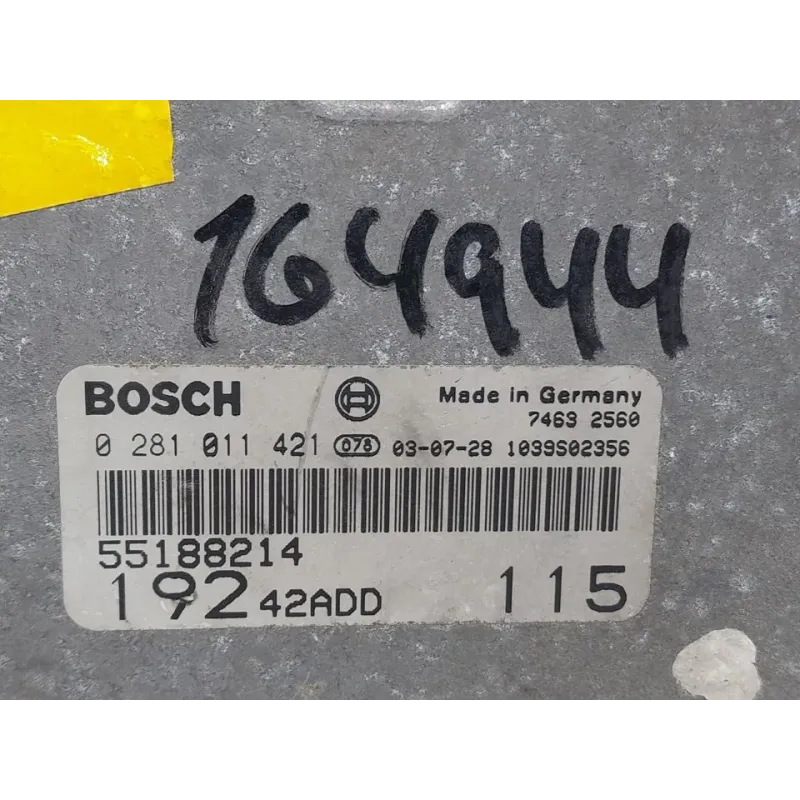 164944
BOSCH Made in Germany
7463 2560
0 281 011 421 078 03-07-28 1039S02356
55188214
192 42ADD 115